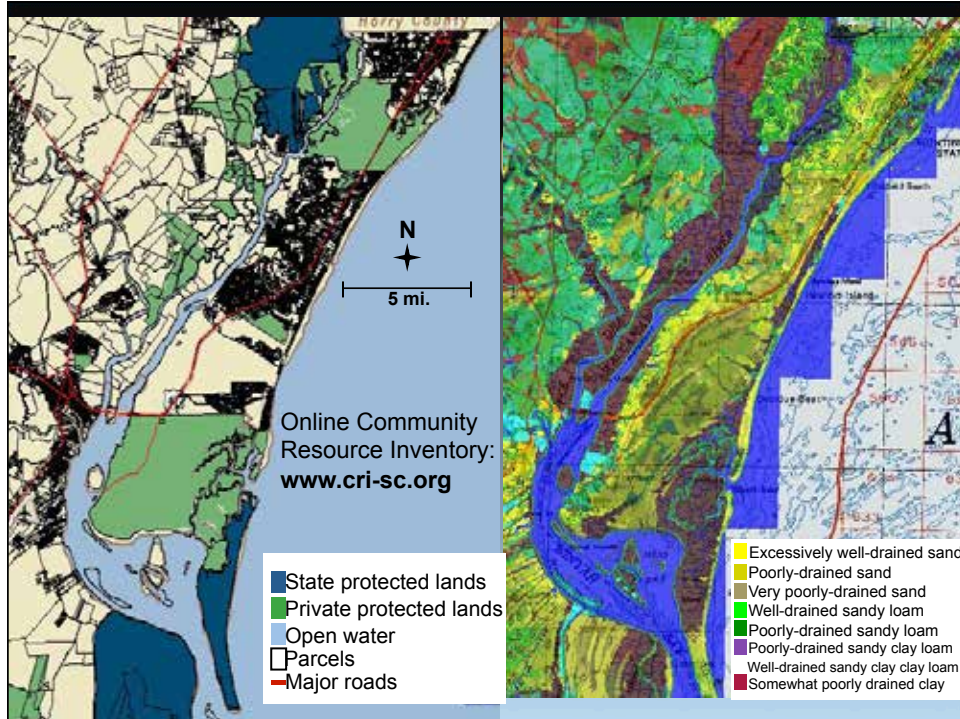 Horry County
N
5 mi.
Online Community
Resource Inventory:
www.cri-sc.org
State protected lands
Private protected lands
Open water
Parcels
Major roads
A
Excessively well-drained sand
Poorly-drained sand
Very poorly-drained sand
Well-drained sandy loam
Poorly-drained sandy loam
Poorly-drained sandy clay loam
Well-drained sandy clay clay loam
Somewhat poorly drained clay